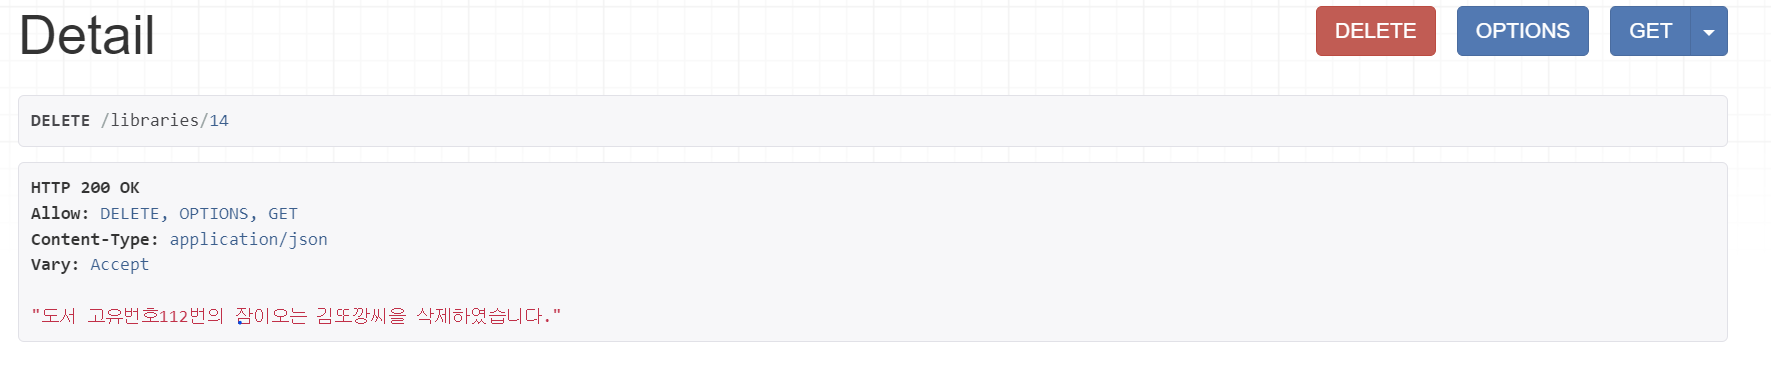 Detail
DELETE OPTIONS GET
DELETE /libraries/14
HTTP 200 OK
Allow: DELETE, OPTIONS, GET
Content-Type: application/json
Vary: Accept
"도서 고유번호112번의 잠이오는 김또깡씨을 삭제하였습니다."